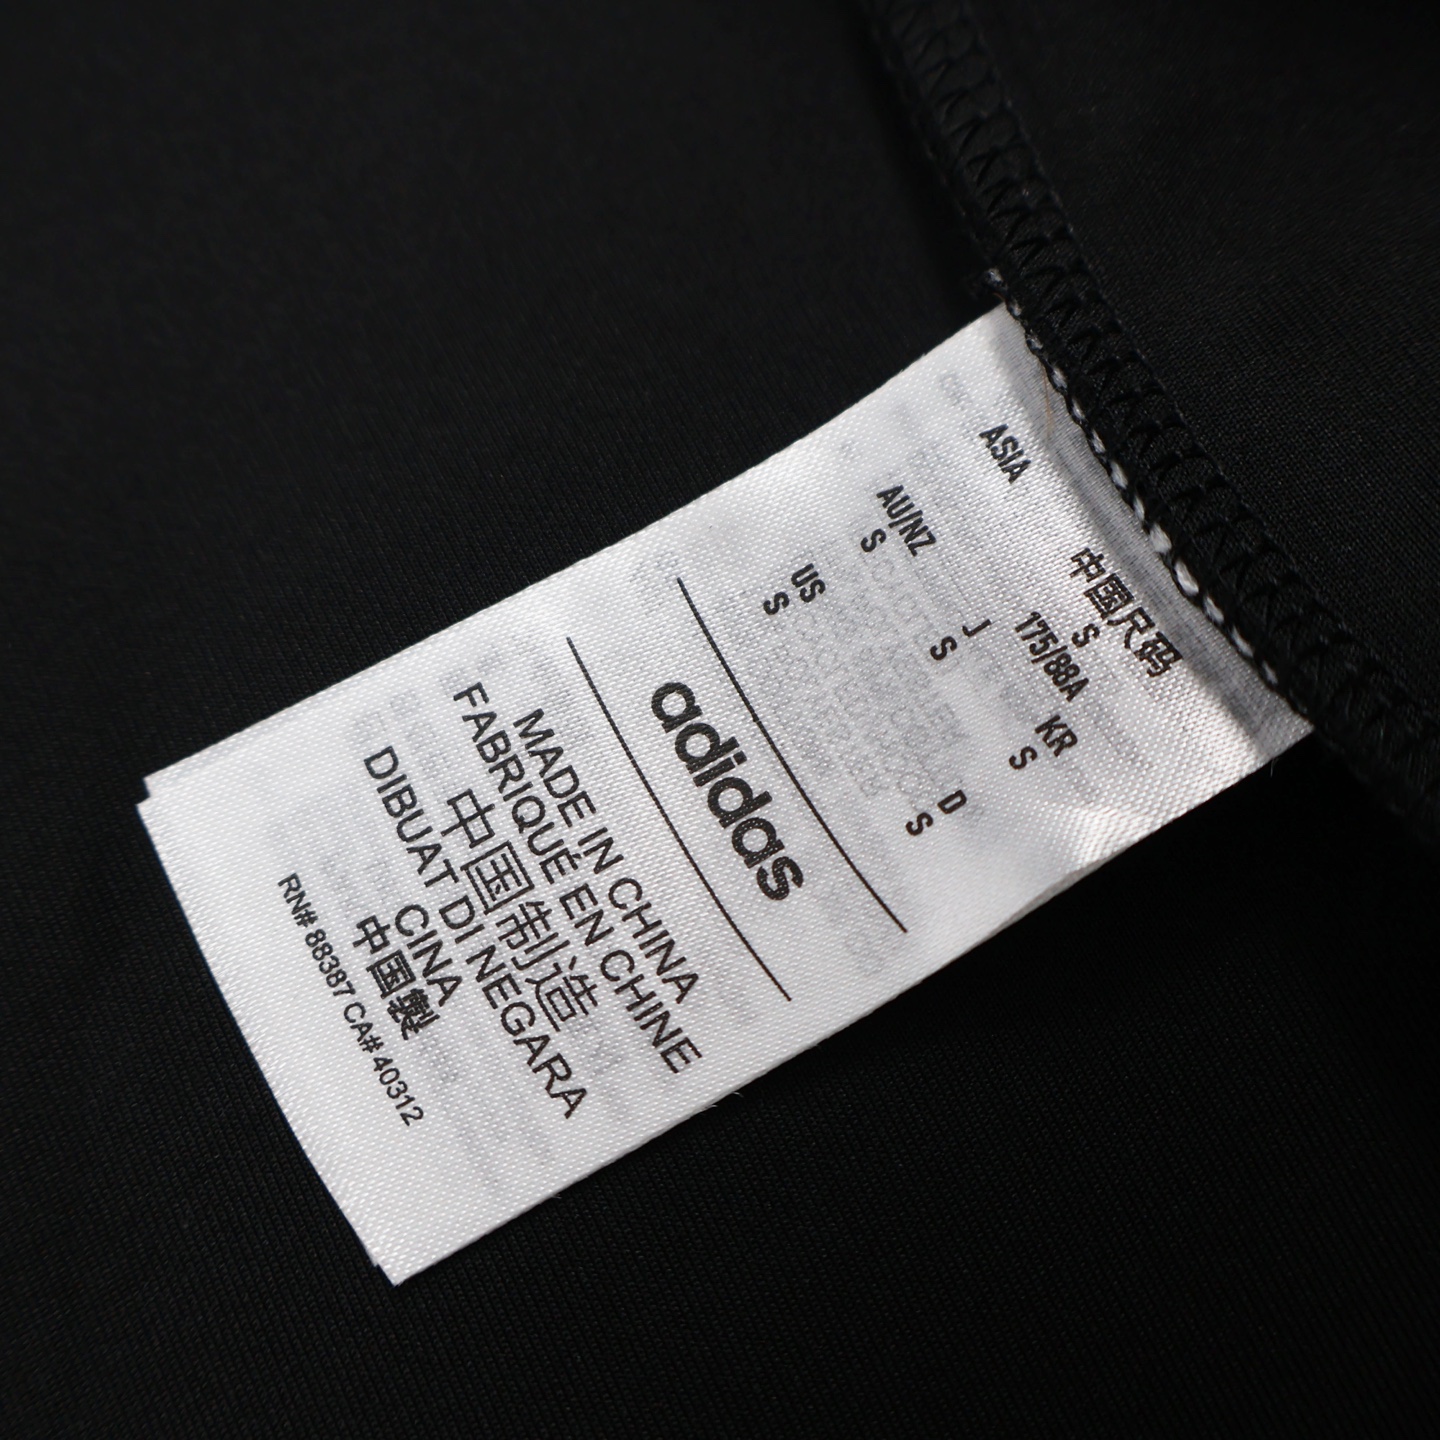 ASIA
中国尺码
S
175/88A
AU/NZ
S
J
S
KR
S
US
S
D
S
adidas
MADE IN CHINA
FABRIQUÉ EN CHINE
中国制造
DIBUAT DI NEGARA
CINA
中国製
RN# 88387 CA# 40312